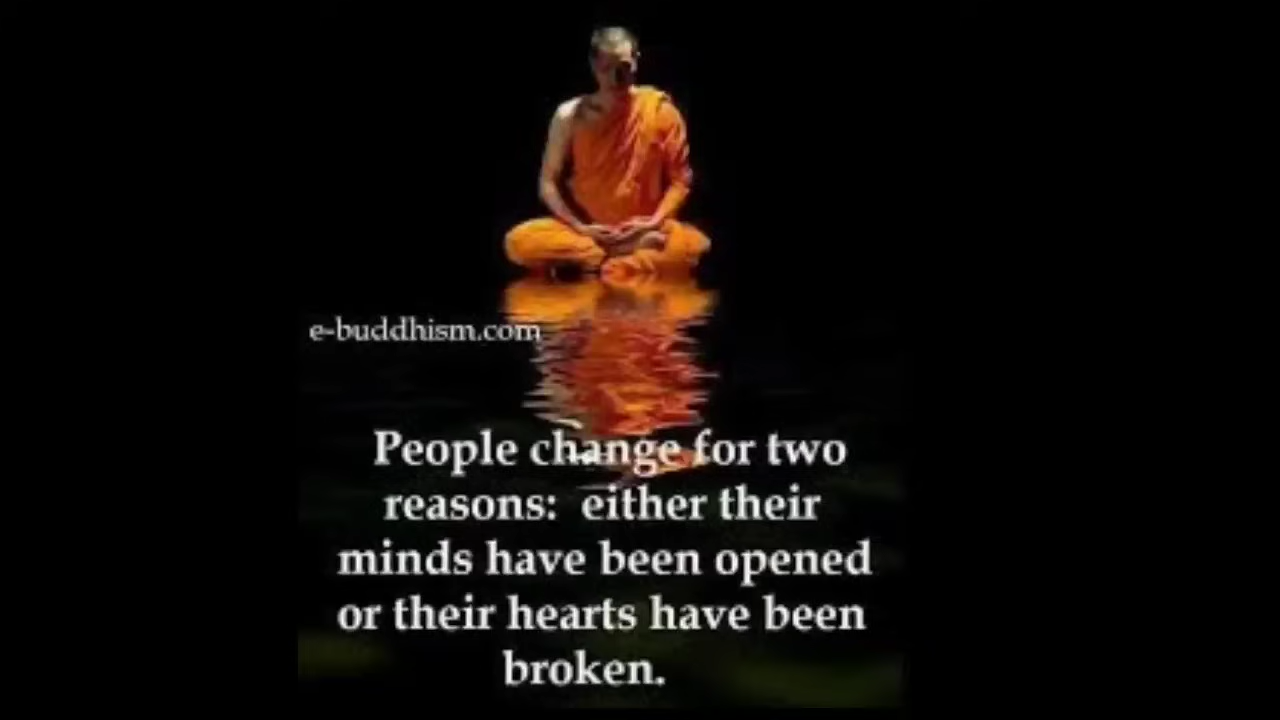 e-buddhism.com
People change for two
reasons: either their
minds have been opened
or their hearts have been
broken.